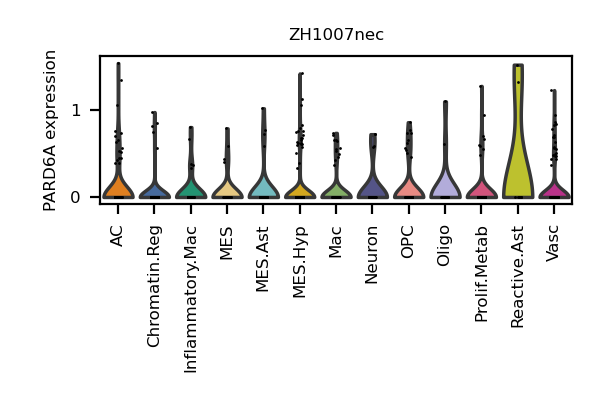 ZH1007nec
PARD6A expression
1
0
AC
Chromatin.Reg
Inflammatory.Mac
MES
MES.Ast
MES.Hyp
Mac
Neuron
OPC
Oligo
Prolif.Metab
Reactive.Ast
Vasc